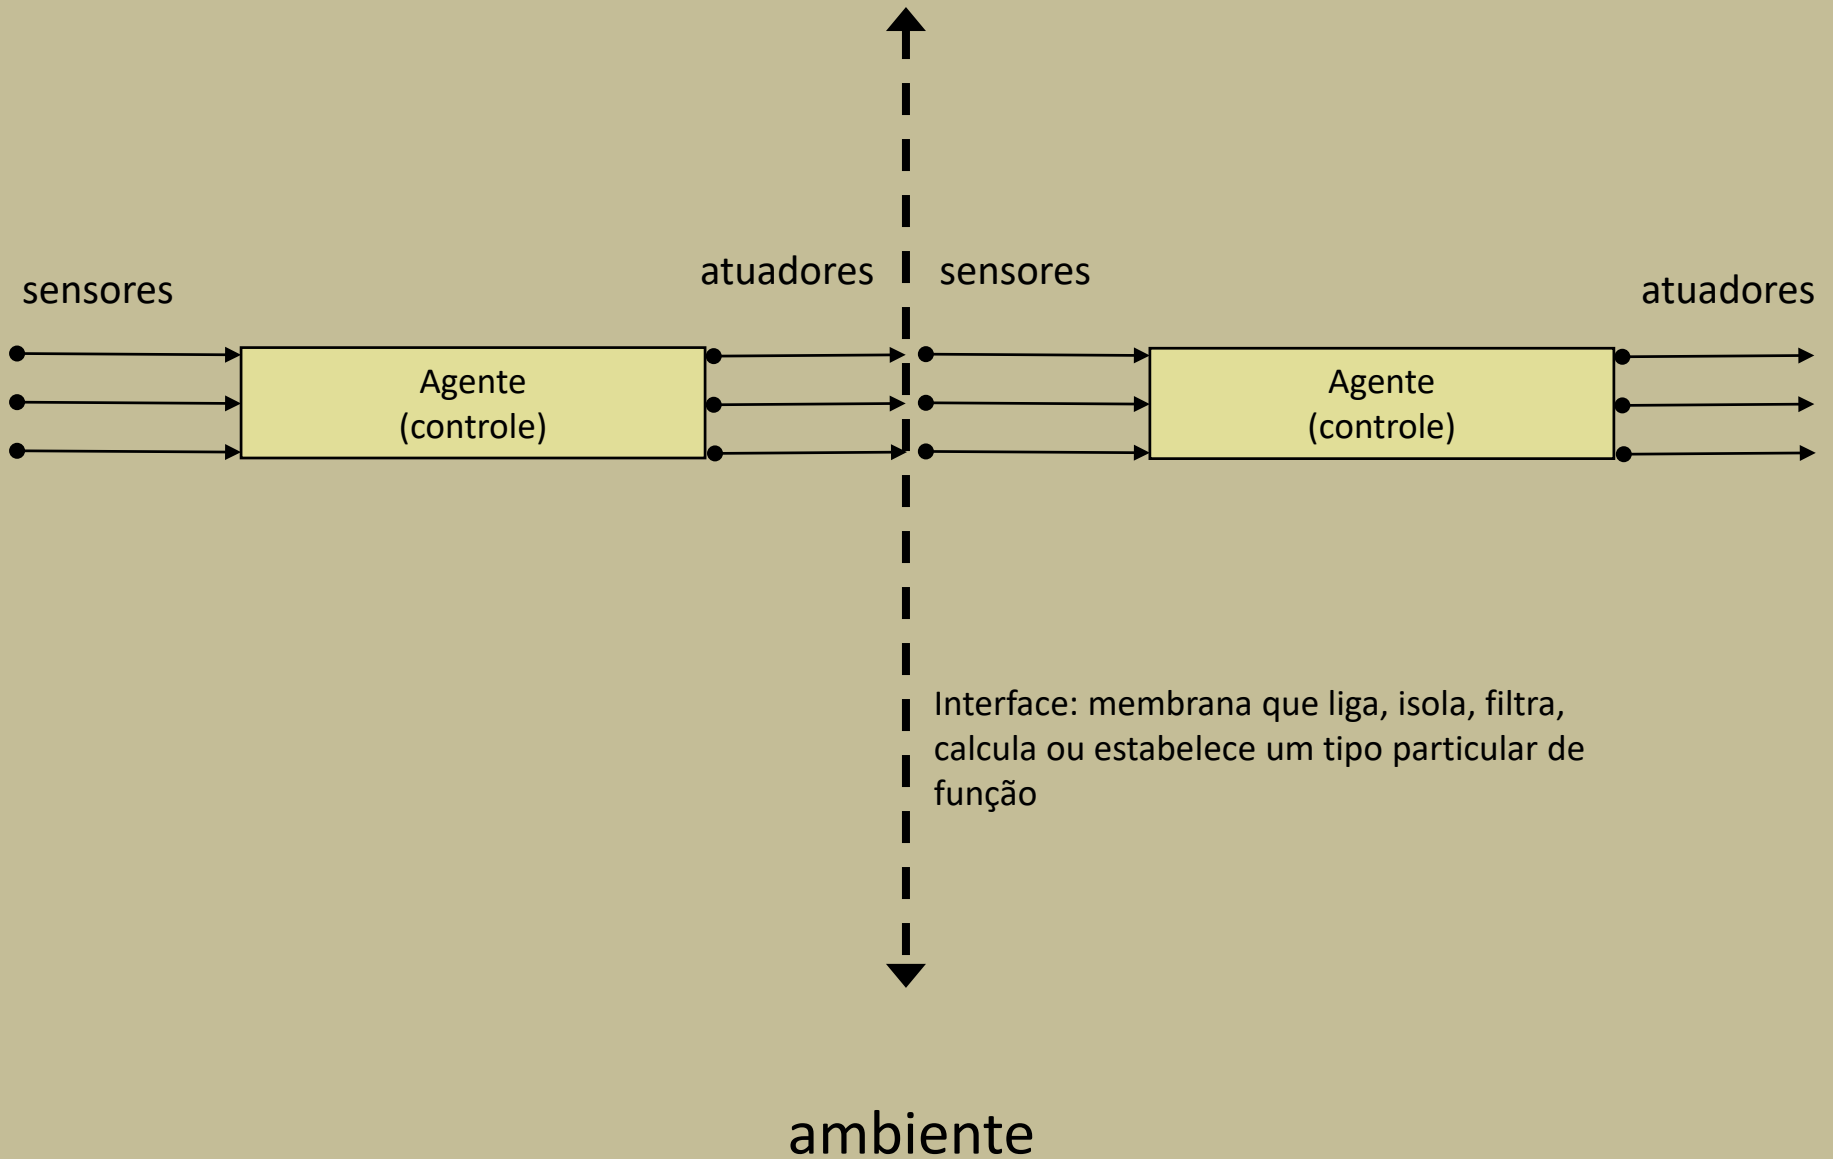 sensores
atuadores
sensores
atuadores
Agente
(controle)
Agente
(controle)
Interface: membrana que liga, isola, filtra,
calcula ou estabelece um tipo particular de
função
ambiente